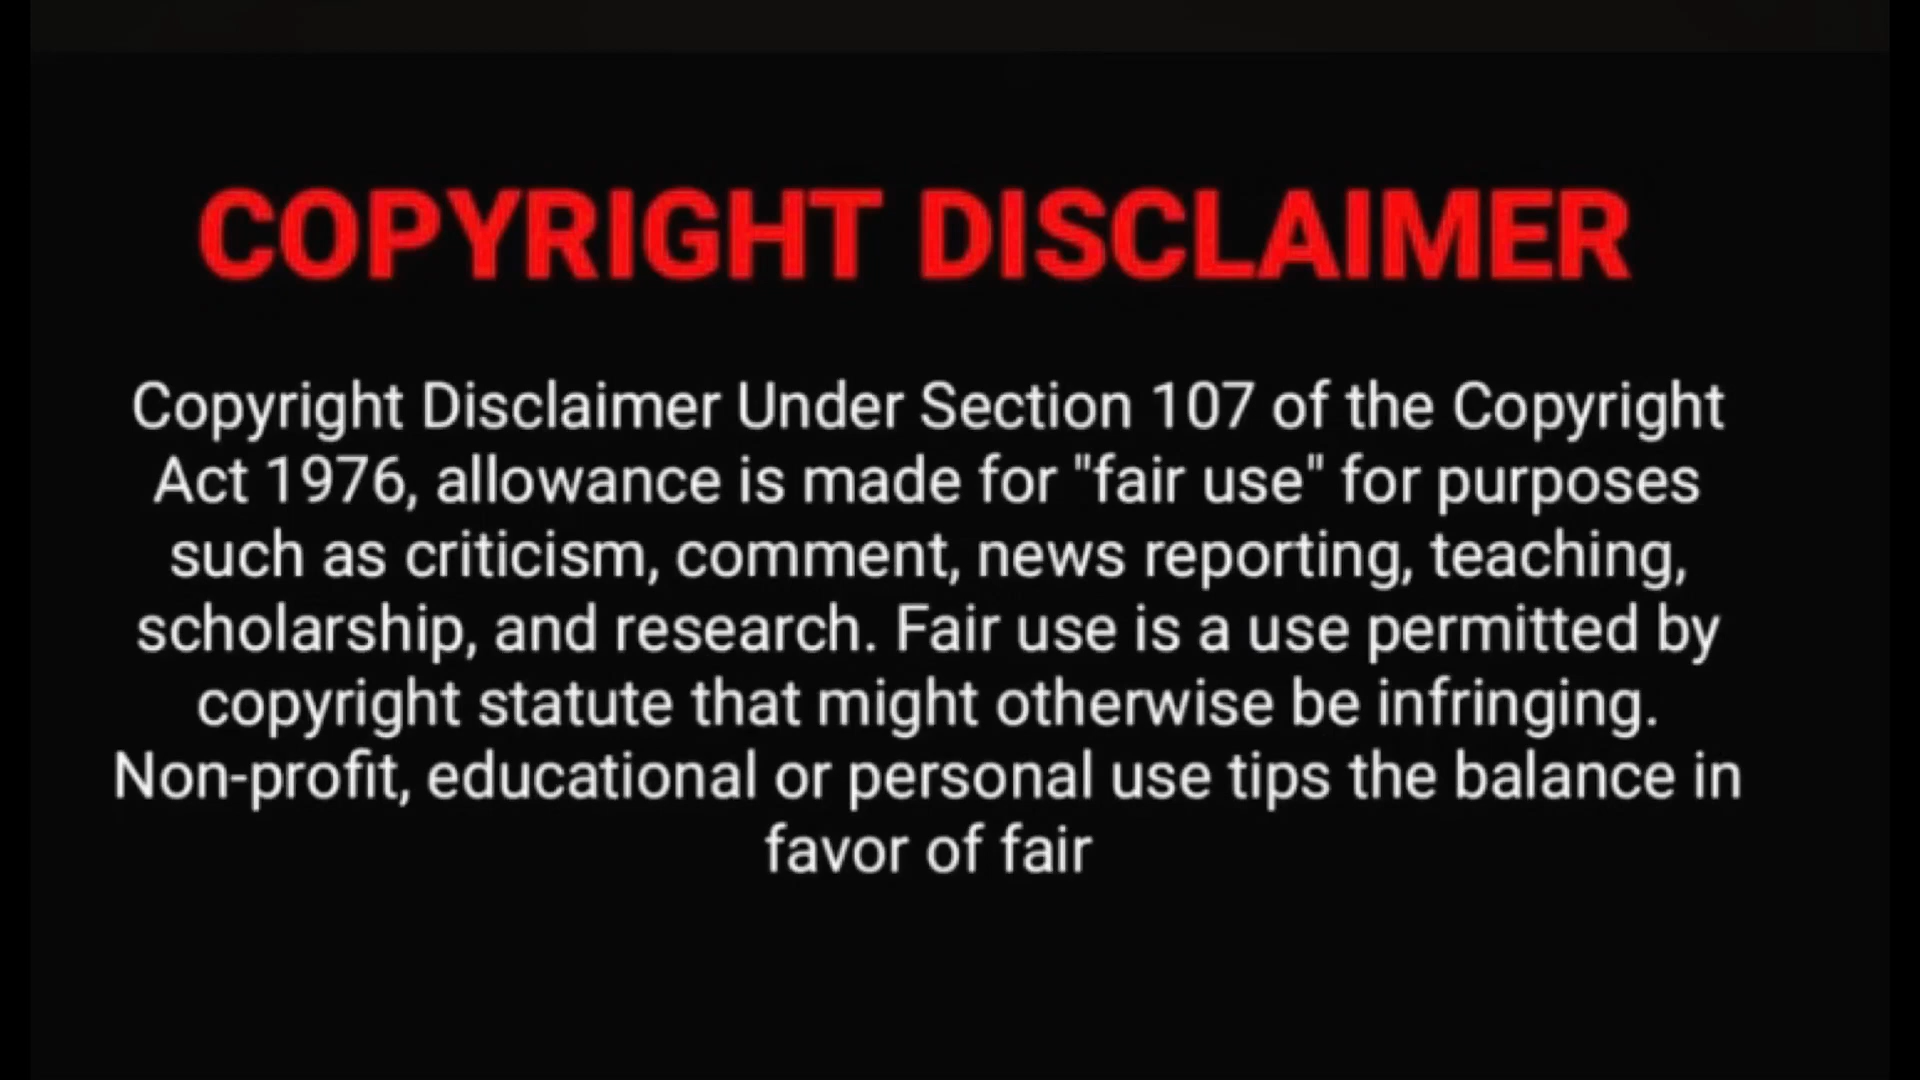 COPYRIGHT DISCLAIMER
Copyright Disclaimer Under Section 107 of the Copyright
Act 1976, allowance is made for "fair use" for purposes
such as criticism, comment, news reporting, teaching,
scholarship, and research. Fair use is a use permitted by
copyright statute that might otherwise be infringing.
Non-profit, educational or personal use tips the balance in
favor of fair